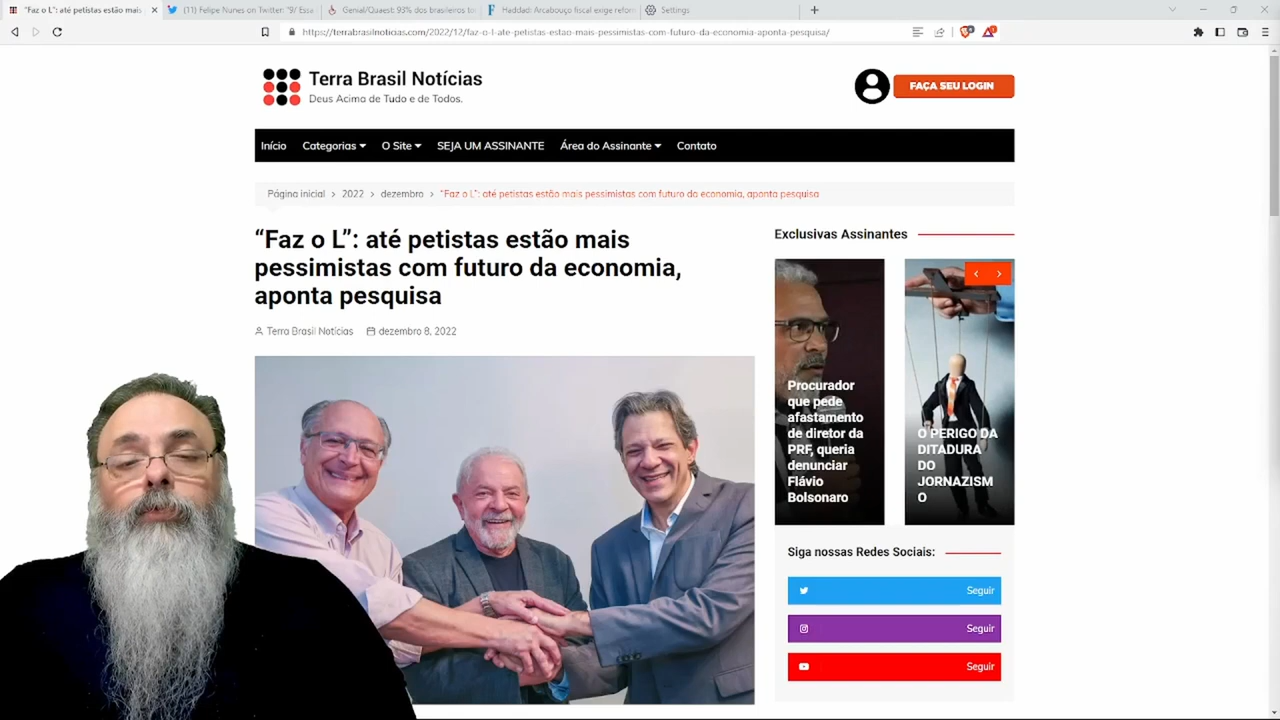 "Faz o L": até petistas estão mais
(11) Felipe Nunes on Twitter: "9/ Essa
Genial/Quaest: 93% dos brasileiros to
Haddad: Arcabouço fiscal exige reform
Settings
https://terrabrasilnoticias.com/2022/12/faz-o-l-ate-petistas-estao-mais-pessimistas-com-futuro-da-economia-aponta-pesquisa/
Terra Brasil Notícias
Deus Acima de Tudo e de Todos.
FAÇA SEU LOGIN
Início Categorias O Site SEJA UM ASSINANTE Área do Assinante Contato
Página inicial > 2022 > dezembro > "Faz o L": até petistas estão mais pessimistas com futuro da economia, aponta pesquisa
“Faz o L”: até petistas estão mais
pessimistas com futuro da economia,
aponta pesquisa
Terra Brasil Notícias dezembro 8, 2022
Exclusivas Assinantes
Procurador
que pede
afastamento
de diretor da
PRF, queria
denunciar
Flávio
Bolsonaro
O PERIGO DA
DITADURA
DO
JORNAZISM
O
Siga nossas Redes Sociais:
Seguir
Seguir
Seguir